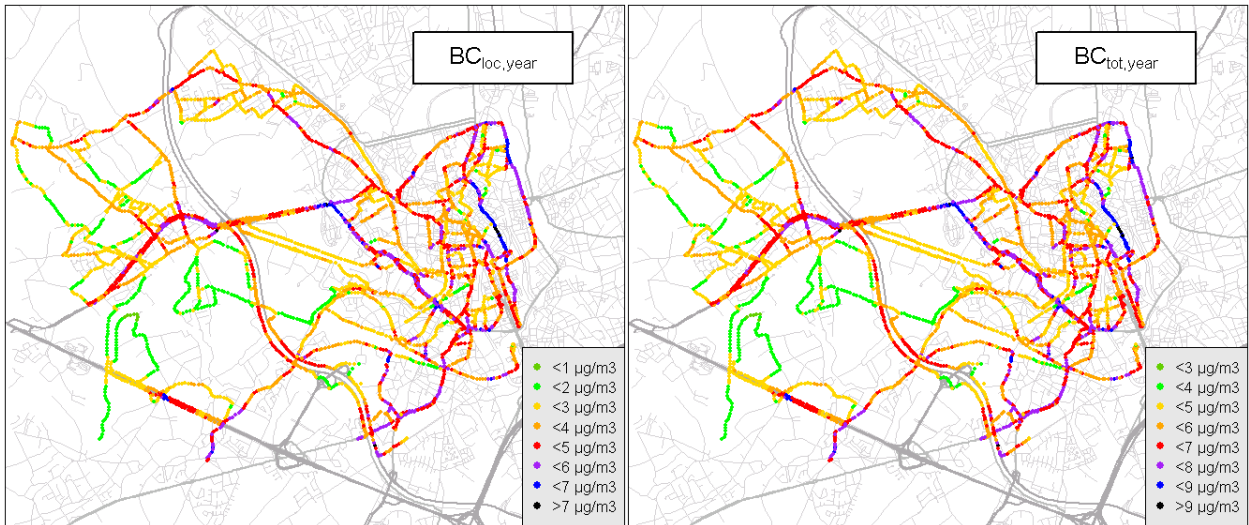 BCloc,year
<1 µg/m3
<2 µg/m3
<3 µg/m3
<4 µg/m3
<5 µg/m3
<6 µg/m3
<7 µg/m3
>7 µg/m3
BCtot,year
<3 µg/m3
<4 µg/m3
<5 µg/m3
<6 µg/m3
<7 µg/m3
<8 µg/m3
<9 µg/m3
>9 µg/m3